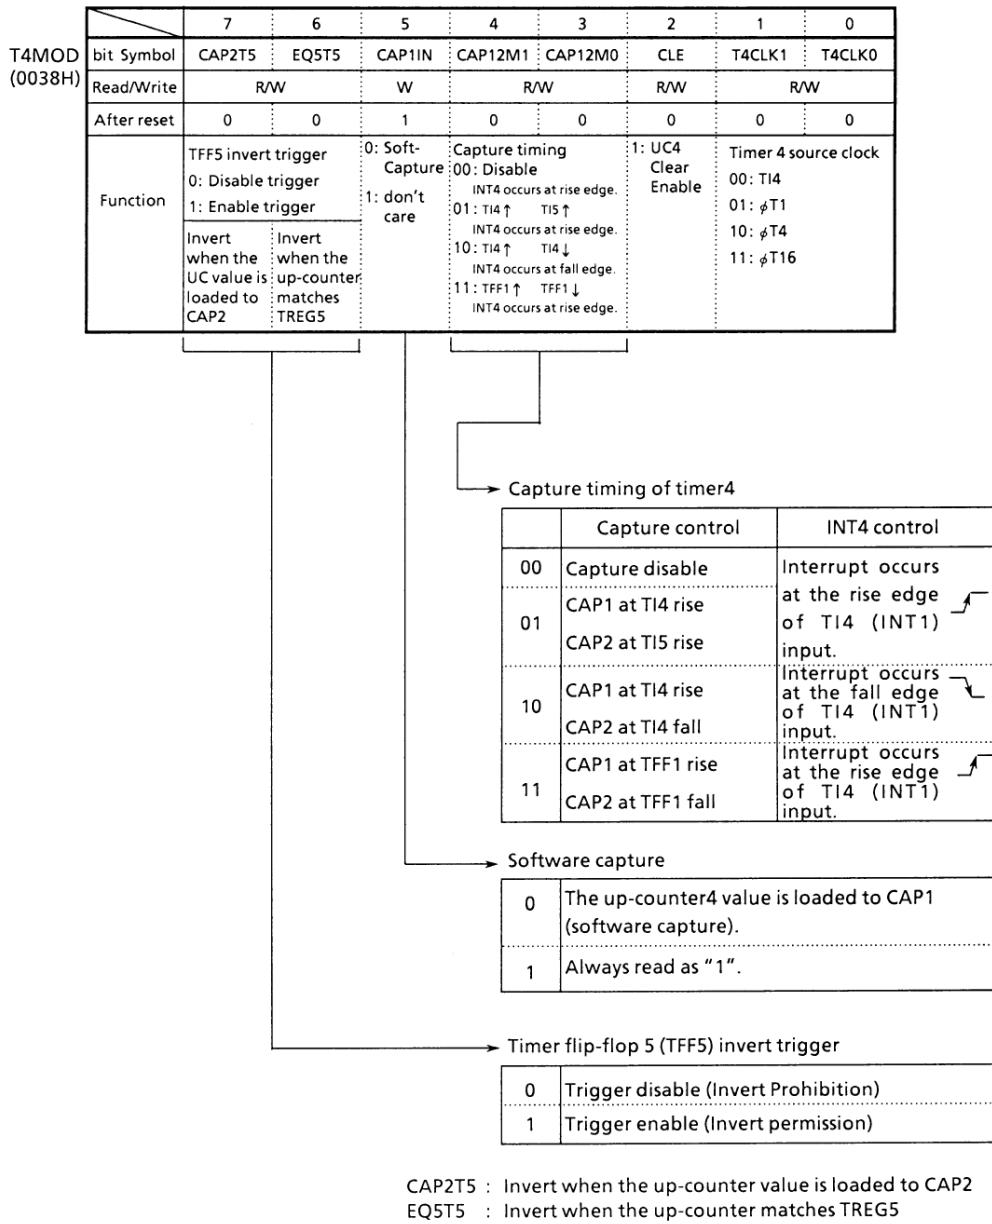 7 6 5 4 3 2 1 0
T4MOD
(0038H)
bit Symbol CAP2T5 EQ5T5 CAP1IN CAP12M1 CAP12M0 CLE T4CLK1 T4CLK0
Read/Write R/W W R/W R/W R/W
After reset 0 0 1 0 0 0 0 0
Function
TFF5 invert trigger
0: Disable trigger
1: Enable trigger
Invert
when the
UC value is
loaded to
CAP2
Invert
when the
up-counter
matches
TREG5
0: Soft-
Capture
1: don't
care
Capture timing
00: Disable
INT4 occurs at rise edge.
01: TI4↑ TI5↑
INT4 occurs at rise edge.
10: TI4↑ TI4↓
INT4 occurs at fall edge.
11: TFF1↑ TFF1↓
INT4 occurs at rise edge.
1: UC4
Clear
Enable
Timer 4 source clock
00: TI4
01: φT1
10: φT4
11: φT16
Capture timing of timer4
Capture control INT4 control
00 Capture disable
01 CAP1 at TI4 rise
CAP2 at TI5 rise
Interrupt occurs
at the rise edge
of TI4 (INT1)
input.
10 CAP1 at TI4 rise
CAP2 at TI4 fall
Interrupt occurs
at the fall edge
of TI4 (INT1)
input.
11 CAP1 at TFF1 rise
CAP2 at TFF1 fall
Interrupt occurs
at the rise edge
of TI4 (INT1)
input.
Software capture
0 The up-counter4 value is loaded to CAP1
(software capture).
1 Always read as "1".
Timer flip-flop 5 (TFF5) invert trigger
0 Trigger disable (Invert Prohibition)
1 Trigger enable (Invert permission)
CAP2T5 : Invert when the up-counter value is loaded to CAP2
EQ5T5 : Invert when the up-counter matches TREG5